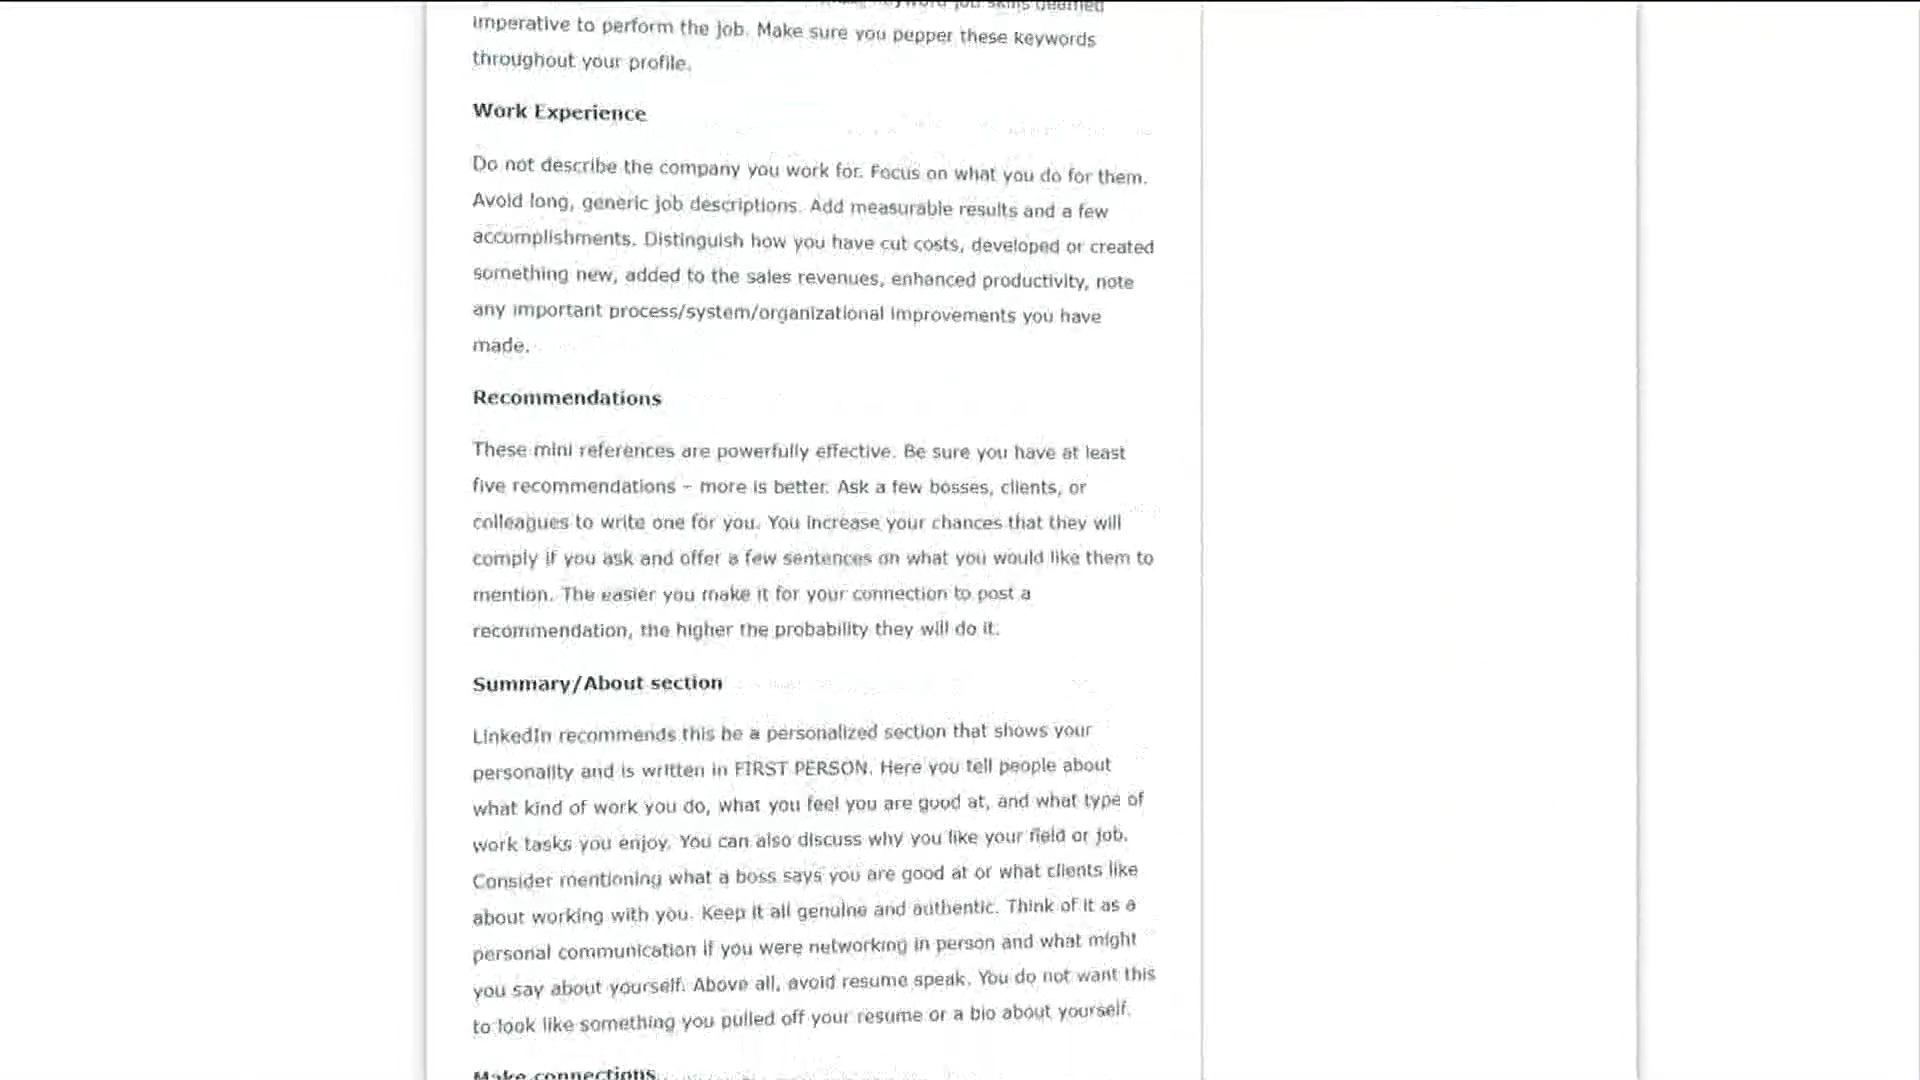 keyword job skills deemed
imperative to perform the job. Make sure you pepper these keywords
throughout your profile.
Work Experience
Do not describe the company you work for. Focus on what you do for them.
Avoid long, generic job descriptions. Add measurable results and a few
accomplishments. Distinguish how you have cut costs, developed or created
something new, added to the sales revenues, enhanced productivity, note
any important process/system/organizational improvements you have
made.
Recommendations
These mini references are powerfully effective. Be sure you have at least
five recommendations – more is better. Ask a few bosses, clients, or
colleagues to write one for you. You increase your chances that they will
comply if you ask and offer a few sentences on what you would like them to
mention. The easier you make it for your connection to post a
recommendation, the higher the probability they will do it.
Summary/About section
LinkedIn recommends this be a personalized section that shows your
personality and is written in FIRST PERSON. Here you tell people about
what kind of work you do, what you feel you are good at, and what type of
work tasks you enjoy. You can also discuss why you like your field or job.
Consider mentioning what a boss says you are good at or what clients like
about working with you. Keep it all genuine and authentic. Think of it as a
personal communication if you were networking in person and what might
you say about yourself. Above all, avoid resume speak. You do not want this
to look like something you pulled off your resume or a bio about yourself.
Make connections